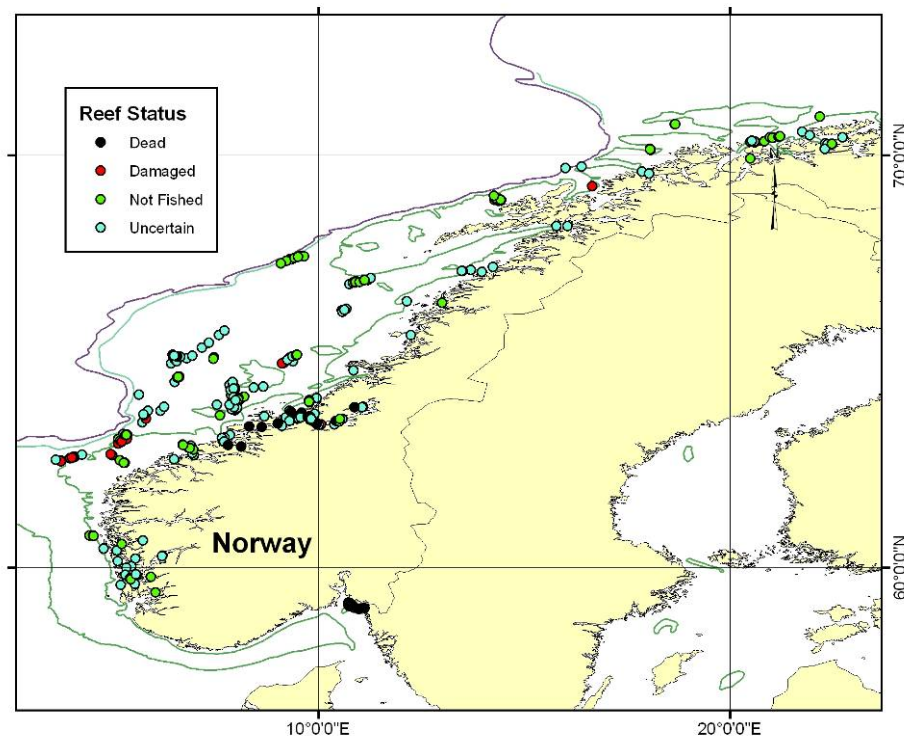 Reef Status
Dead
Damaged
Not Fished
Uncertain
70°0'0"N
Norway
60°0'0"N
10°0'0"E
20°0'0"E